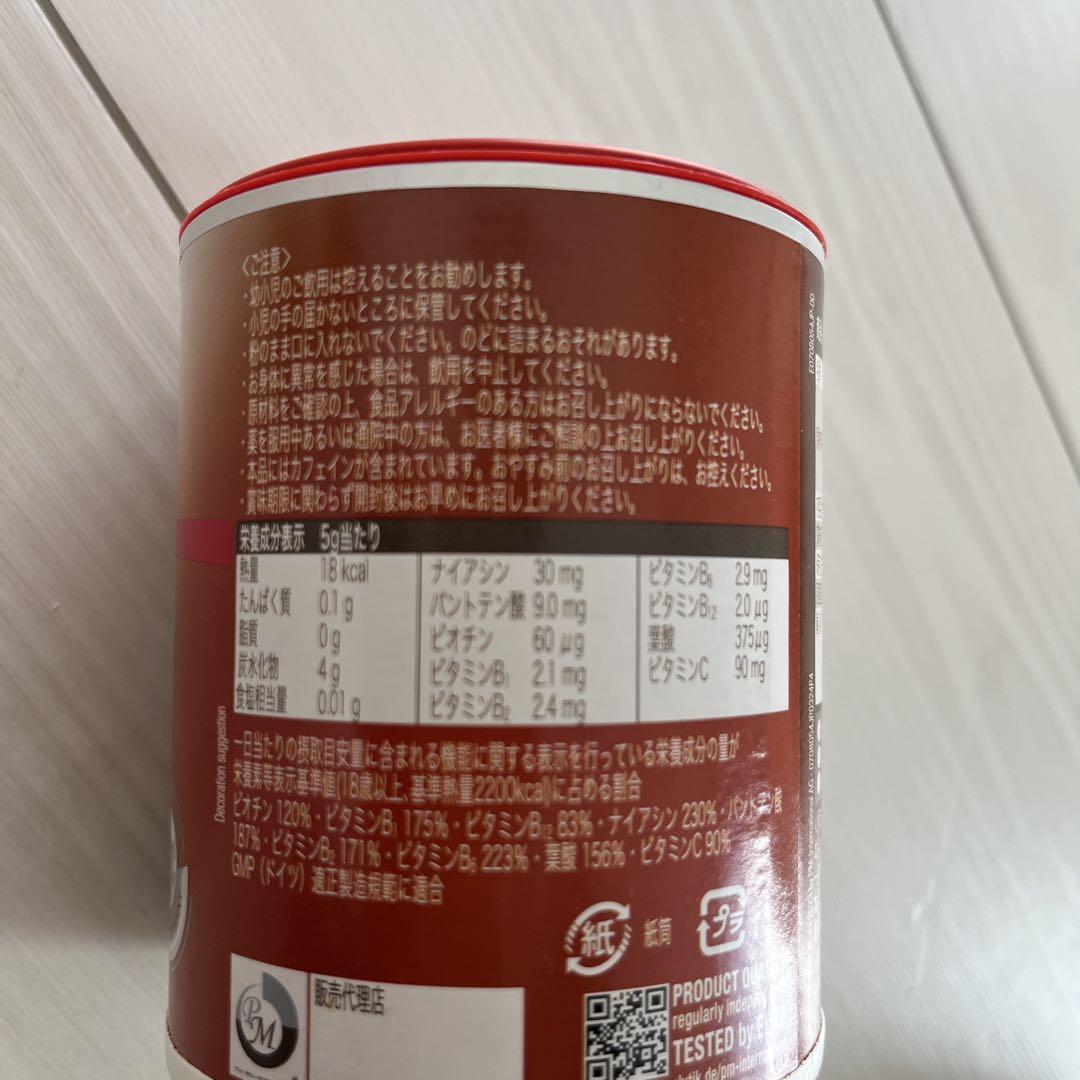 〈ご注意〉
・幼小児のご飲用は控えることをお勧めします。
・小児の手の届かないところに保管してください。
・粉のまま口に入れないでください。のどに詰まるおそれがあります。
・お身体に異常を感じた場合は、飲用を中止してください。
・原材料をご確認の上、食品アレルギーのある方はお召し上がりにならないでください。
・薬を服用中あるいは通院中の方は、お医者様にご相談の上お召し上がりください。
・本品にはカフェインが含まれています。おやすみ前のお召し上がりは、お控えください。
・賞味期限に関わらず開封後はお早めにお召し上がりください。
栄養成分表示 5g当たり
熱量 18 kcal
たんぱく質 0.1 g
脂質 0 g
炭水化物 4 g
食塩相当量 0.01 g
ナイアシン 30 mg
パントテン酸 9.0 mg
ビオチン 60 μg
ビタミンB₁ 2.1 mg
ビタミンB₂ 2.4 mg
ビタミンB₆ 2.9 mg
ビタミンB₁₂ 2.0 μg
葉酸 375μg
ビタミンC 90 mg
一日当たりの摂取目安量に含まれる機能に関する表示を行っている栄養成分の量が
栄養素等表示基準値(18歳以上、基準熱量2200kcal)に占める割合
ビオチン 120%・ビタミンB₁ 175%・ビタミンB₁₂ 83%・ナイアシン 230%・パントテン酸
187%・ビタミンB₂ 171%・ビタミンB₆ 223%・葉酸 156%・ビタミンC 90%
GMP (ドイツ) 適正製造規範に適合
Decoration suggestion
紙
紙筒
プラ
PM
販売代理店
PRODUCT
regularly
TESTED by
E0708054JP-00
AG - 0708054JP0324P4